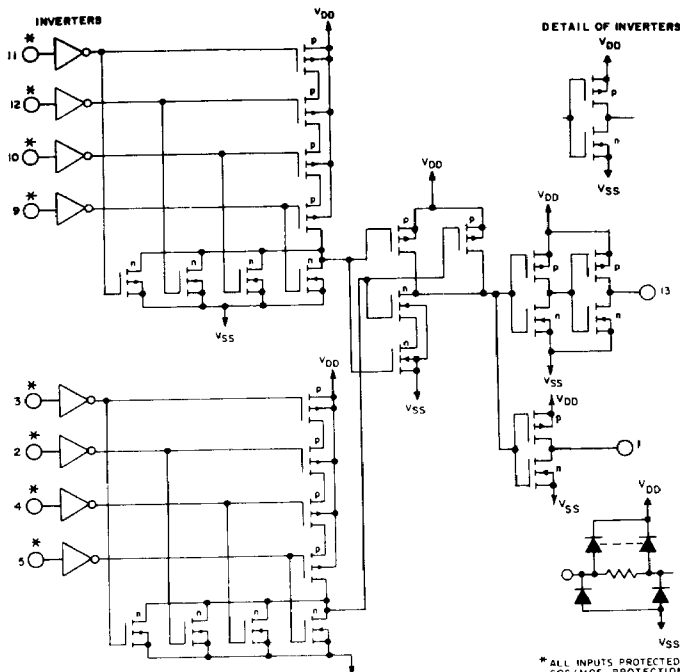 INVERTERS
VDD
DETAIL OF INVERTERS
VDD
*
11
p
p
*
12
p
n
*
10
p
VSS
*
9
p
VDD
VDD
p
p
n
n
n
n
p
p
13
n
n
n
VSS
n
VSS
VDD
VSS
VDD
*
3
p
p
1
*
2
p
n
*
4
p
VSS
VDD
*
5
p
n
n
n
n
VSS
* ALL INPUTS PROTECTED